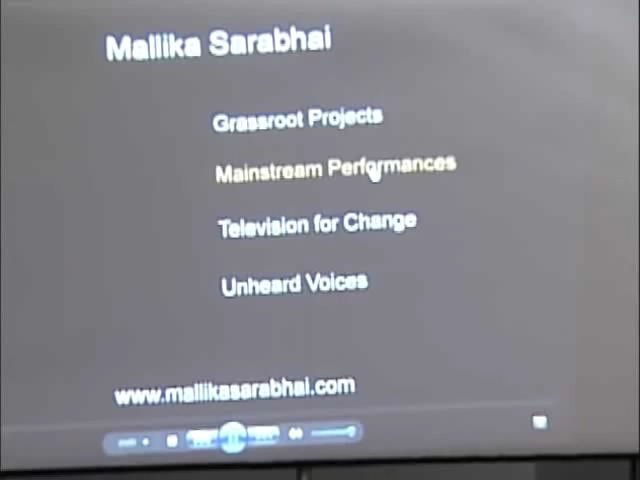 Mallika Sarabhai
Grassroot Projects
Mainstream Performances
Television for Change
Unheard Voices
www.mallikasarabhai.com